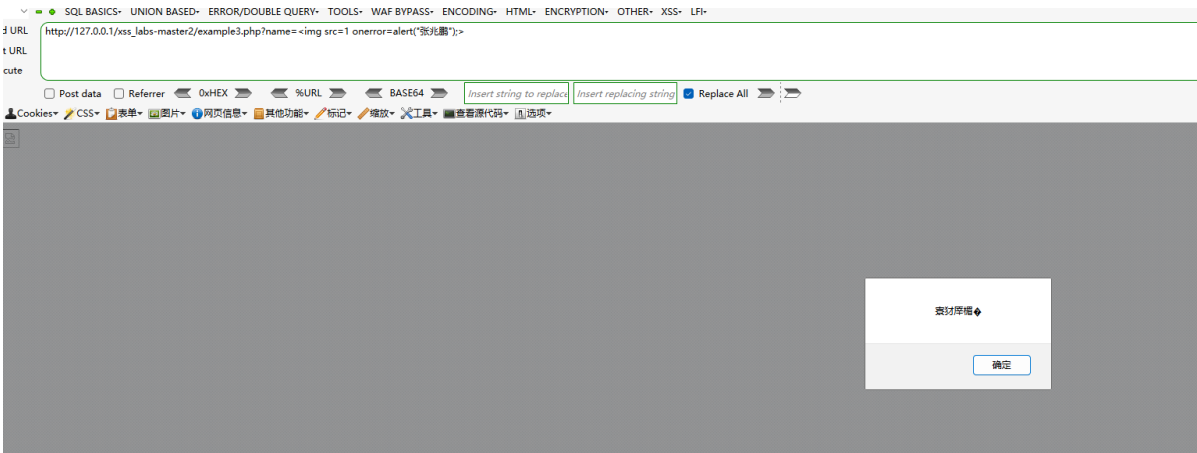 SQL BASICS▾ UNION BASED▾ ERROR/DOUBLE QUERY▾ TOOLS▾ WAF BYPASS▾ ENCODING▾ HTML▾ ENCRYPTION▾ OTHER▾ XSS▾ LFI▾
d URL http://127.0.0.1/xss_labs-master2/example3.php?name=<img src=1 onerror=alert("张兆鹏");>
t URL
cute
Post data Referrer 0xHEX %URL BASE64 Insert string to replace Insert replacing string Replace All
Cookies▾ CSS▾ 表单▾ 图片▾ 网页信息▾ 其他功能▾ 标记▾ 缩放▾ 工具▾ 查看源代码▾ 选项▾
确定